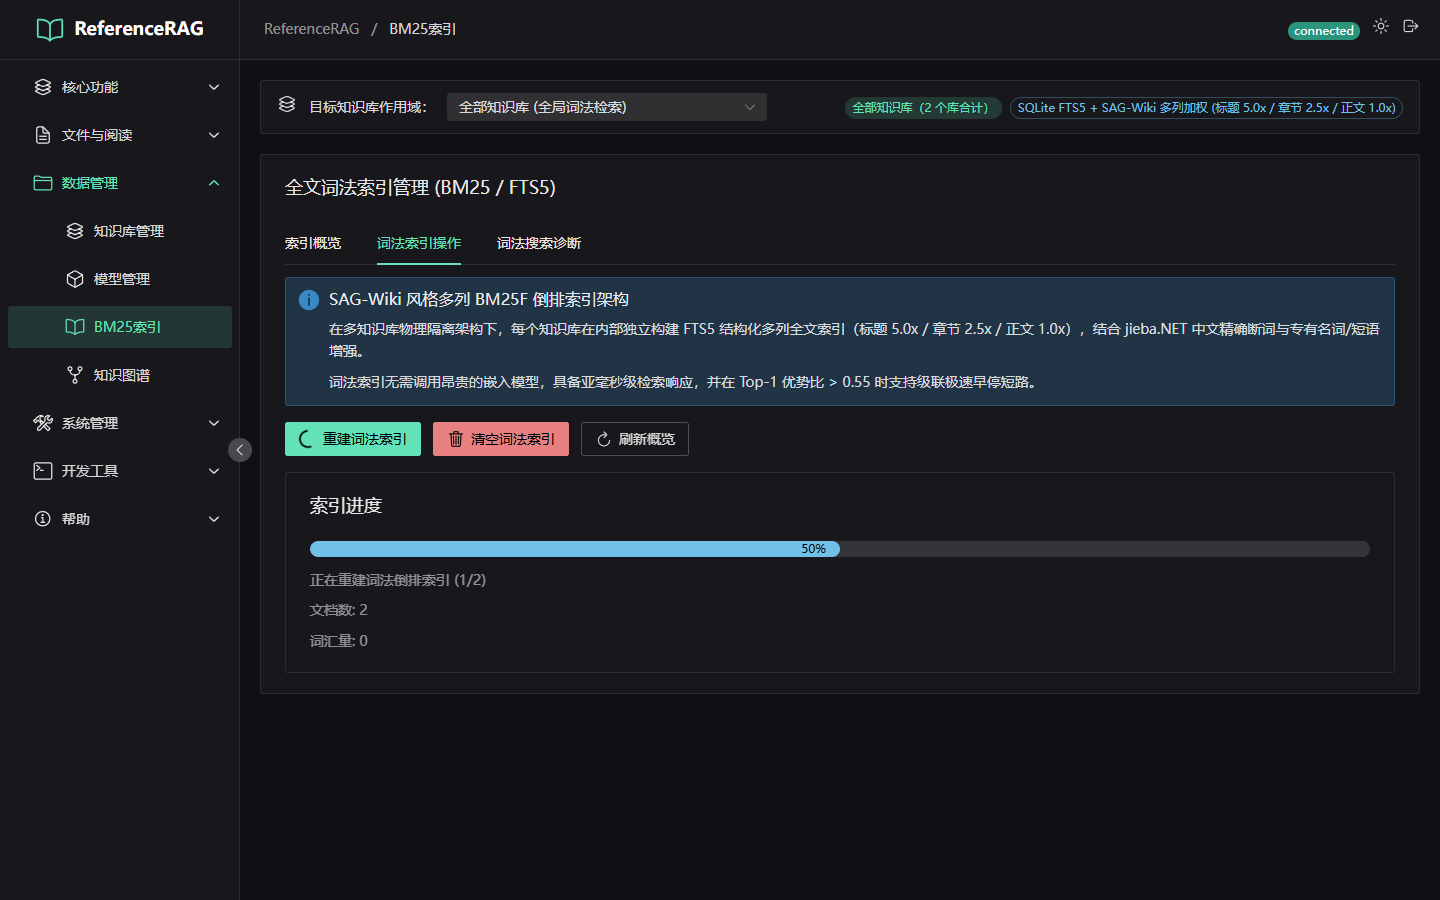 ReferenceRAG
ReferenceRAG / BM25索引
connected
核心功能
文件与阅读
数据管理
知识库管理
模型管理
BM25索引
知识图谱
系统管理
开发工具
帮助
目标知识库作用域：
全部知识库 (全局词法检索)
全部知识库（2 个库合计）
SQLite FTS5 + SAG-Wiki 多列加权 (标题 5.0x / 章节 2.5x / 正文 1.0x)
全文词法索引管理 (BM25 / FTS5)
索引概览
词法索引操作
词法搜索诊断
SAG-Wiki 风格多列 BM25F 倒排索引架构
在多知识库物理隔离架构下，每个知识库在内部独立构建 FTS5 结构化多列全文索引（标题 5.0x / 章节 2.5x / 正文 1.0x），结合 jieba.NET 中文精确断词与专有名词/短语
增强。
词法索引无需调用昂贵的嵌入模型，具备亚毫秒级检索响应，并在 Top-1 优势比 > 0.55 时支持级联极速早停短路。
重建词法索引
清空词法索引
刷新概览
索引进度
50%
正在重建词法倒排索引 (1/2)
文档数: 2
词汇量: 0